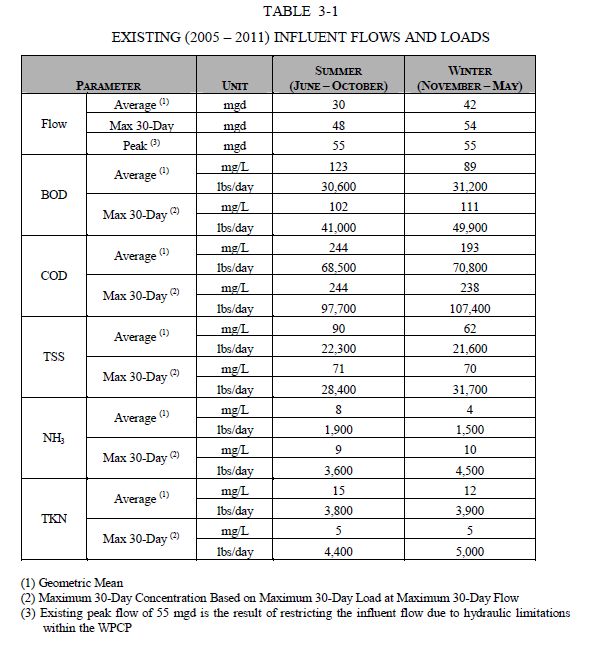 TABLE 3-1
EXISTING (2005 – 2011) INFLUENT FLOWS AND LOADS
PARAMETER UNIT SUMMER (JUNE – OCTOBER) WINTER (NOVEMBER – MAY)
Flow Average (1) mgd 30 42
Max 30-Day mgd 48 54
Peak (3) mgd 55 55
BOD Average (1) mg/L 123 89
lbs/day 30,600 31,200
Max 30-Day (2) mg/L 102 111
lbs/day 41,000 49,900
COD Average (1) mg/L 244 193
lbs/day 68,500 70,800
Max 30-Day (2) mg/L 244 238
lbs/day 97,700 107,400
TSS Average (1) mg/L 90 62
lbs/day 22,300 21,600
Max 30-Day (2) mg/L 71 70
lbs/day 28,400 31,700
NH3 Average (1) mg/L 8 4
lbs/day 1,900 1,500
Max 30-Day (2) mg/L 9 10
lbs/day 3,600 4,500
TKN Average (1) mg/L 15 12
lbs/day 3,800 3,900
Max 30-Day (2) mg/L 5 5
lbs/day 4,400 5,000
(1) Geometric Mean
(2) Maximum 30-Day Concentration Based on Maximum 30-Day Load at Maximum 30-Day Flow
(3) Existing peak flow of 55 mgd is the result of restricting the influent flow due to hydraulic limitations
within the WPCP